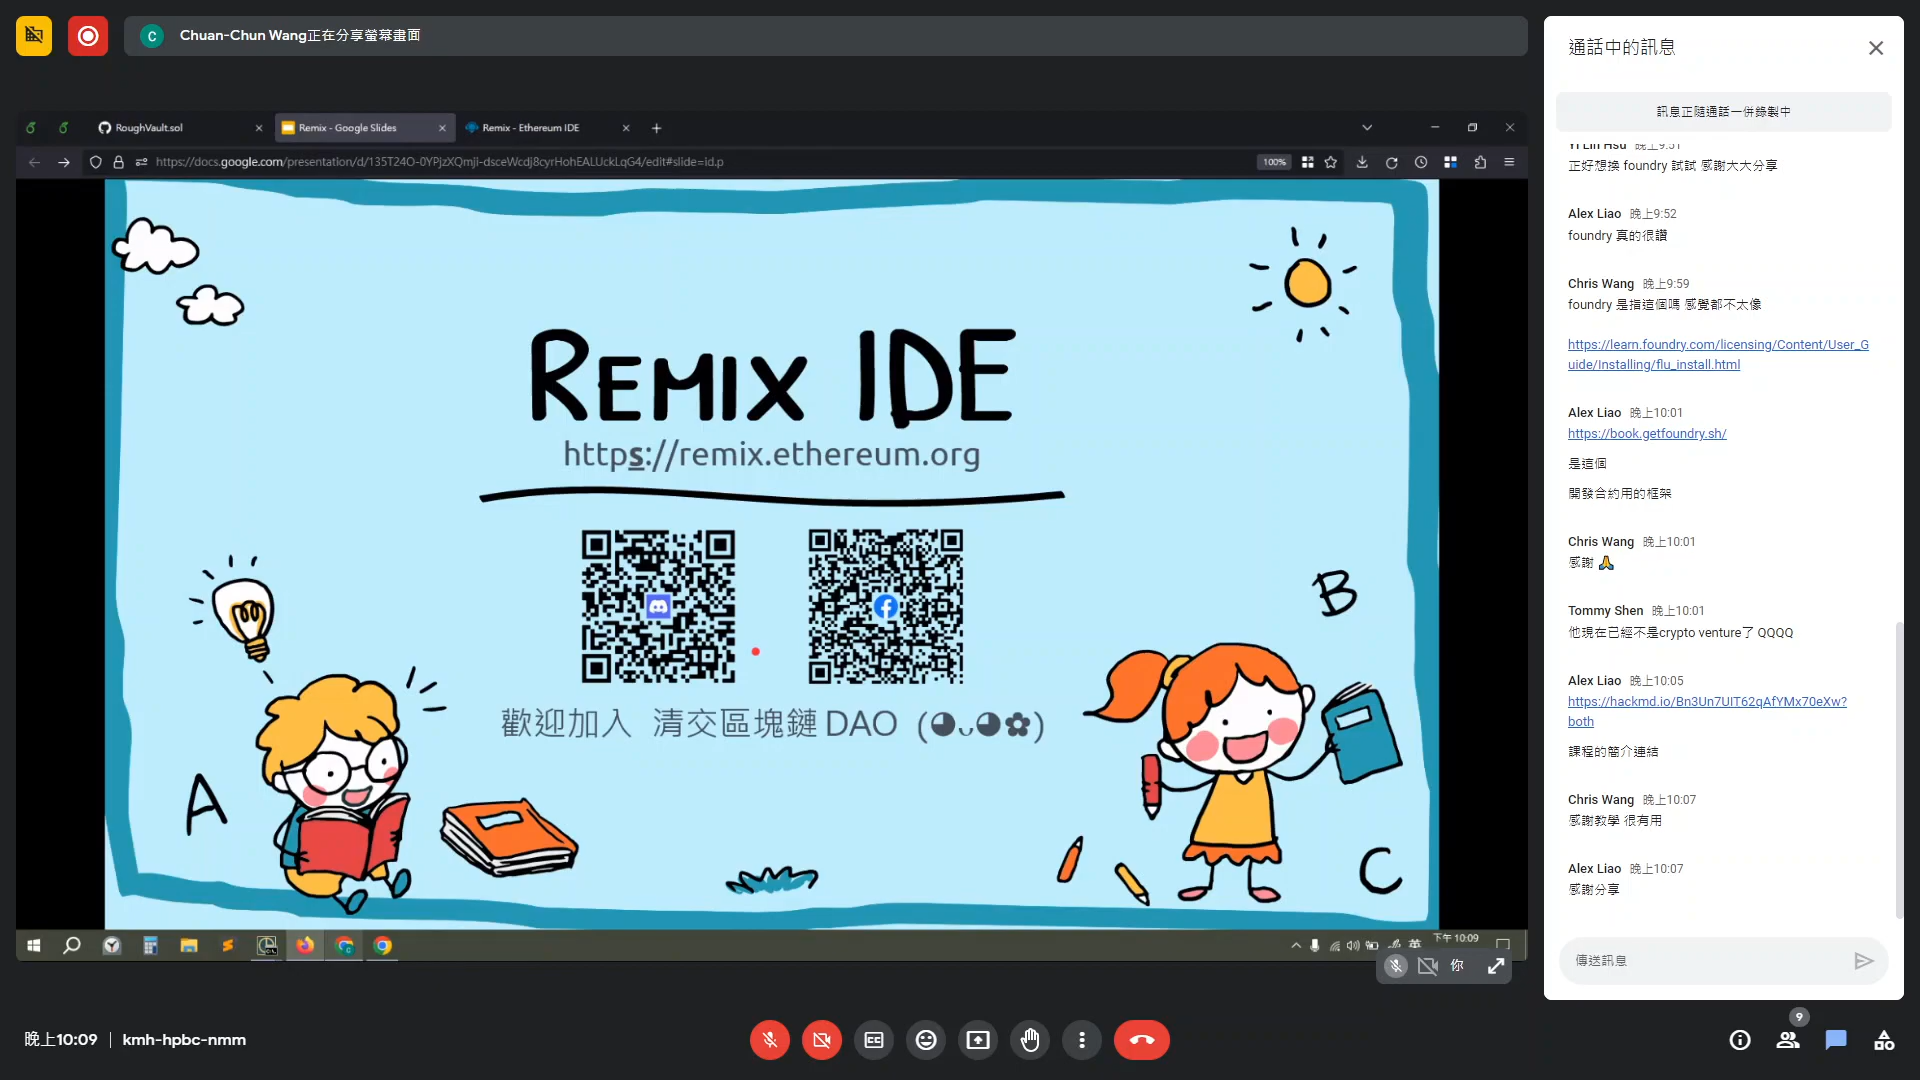 C
Chuan-Chun Wang正在分享螢幕畫面
RoughVault.sol
Remix - Google Slides
Remix - Ethereum IDE
https://docs.google.com/presentation/d/135T24O-0YPjzXQmji-dsceWcdj8cyrHohEALUckLqG4/edit#slide=id.p
100%
REMIX IDE
https://remix.ethereum.org
歡迎加入 清交區塊鏈 DAO (◕ᴗ◕✿)
A
B
C
英
下午 10:09
你
晚上10:09
kmh-hpbc-nmm
通話中的訊息
訊息正隨通話一併錄製中
Yi Lin Hsu 晚上9:51
正好想換 foundry 試試 感謝大大分享
Alex Liao 晚上9:52
foundry 真的很讚
Chris Wang 晚上9:59
foundry 是指這個嗎 感覺都不太像
https://learn.foundry.com/licensing/Content/User_G
uide/Installing/flu_install.html
Alex Liao 晚上10:01
https://book.getfoundry.sh/
是這個
開發合約用的框架
Chris Wang 晚上10:01
感謝 🙏
Tommy Shen 晚上10:01
他現在已經不是crypto venture了 QQQQ
Alex Liao 晚上10:05
https://hackmd.io/Bn3Un7UIT62qAfYMx70eXw?
both
課程的簡介連結
Chris Wang 晚上10:07
感謝教學 很有用
Alex Liao 晚上10:07
感謝分享
傳送訊息
9